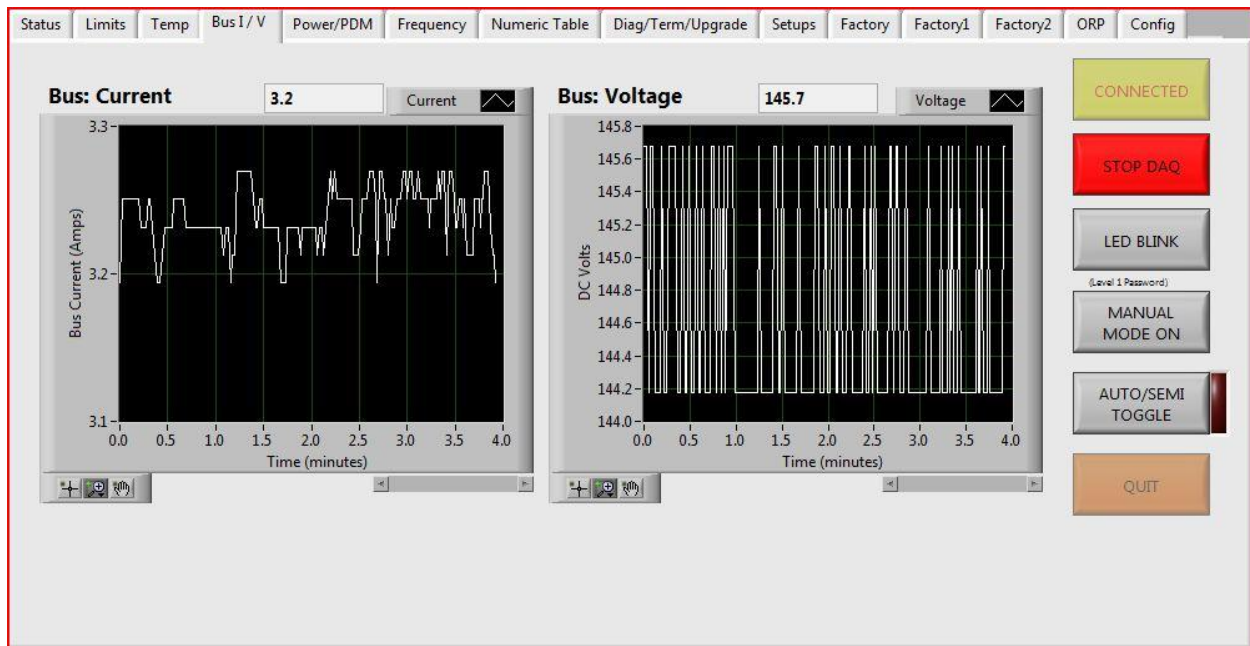 Status Limits Temp Bus I / V Power/PDM Frequency Numeric Table Diag/Term/Upgrade Setups Factory Factory1 Factory2 ORP Config
Bus: Current 3.2 Current
3.3
3.2
3.1
Bus Current (Amps)
0.0 0.5 1.0 1.5 2.0 2.5 3.0 3.5 4.0
Time (minutes)
Bus: Voltage 145.7 Voltage
145.8
145.6
145.4
145.2
145.0
144.8
144.6
144.4
144.2
144.0
DC Volts
0.0 0.5 1.0 1.5 2.0 2.5 3.0 3.5 4.0
Time (minutes)
CONNECTED
STOP DAQ
LED BLINK
(Level 1 Password)
MANUAL
MODE ON
AUTO/SEMI
TOGGLE
QUIT